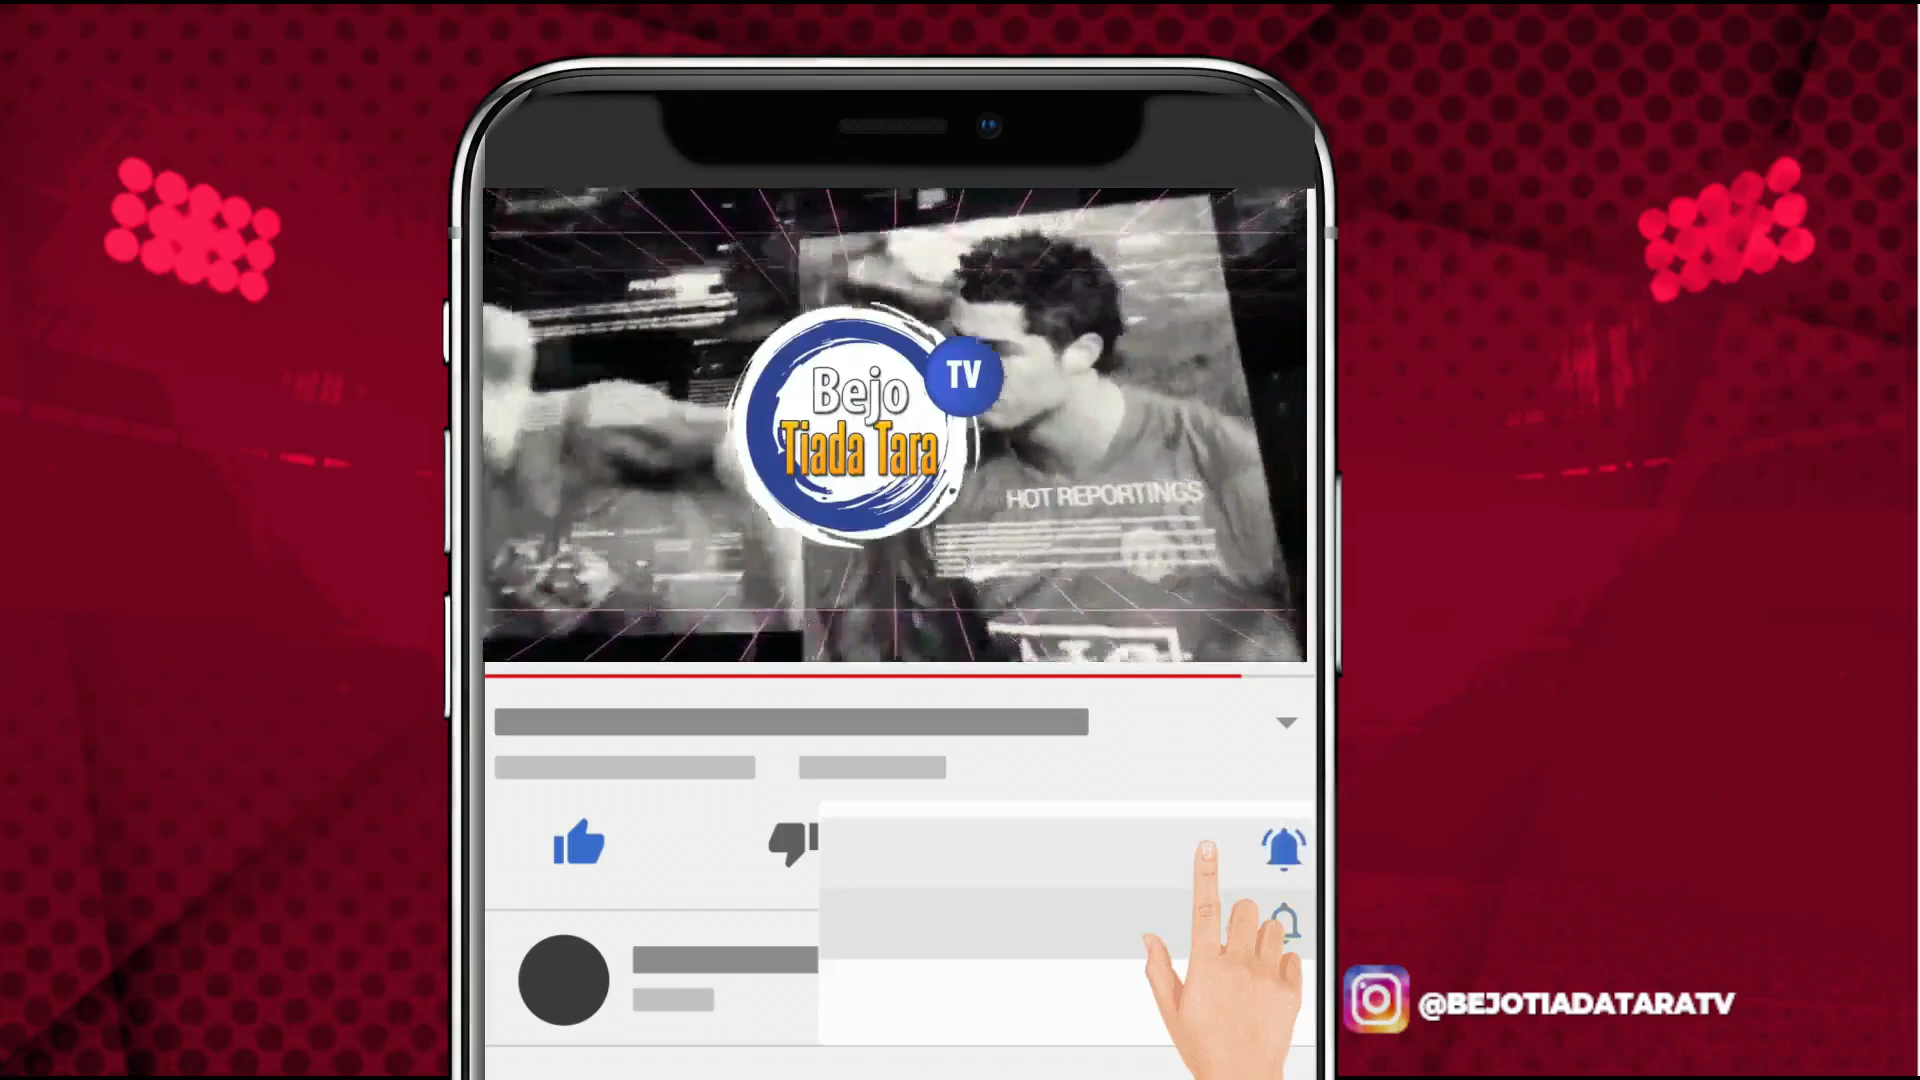 Bejo
TV
Tiada Tara
HOT REPORTINGS
@BEJOTIADATARATV